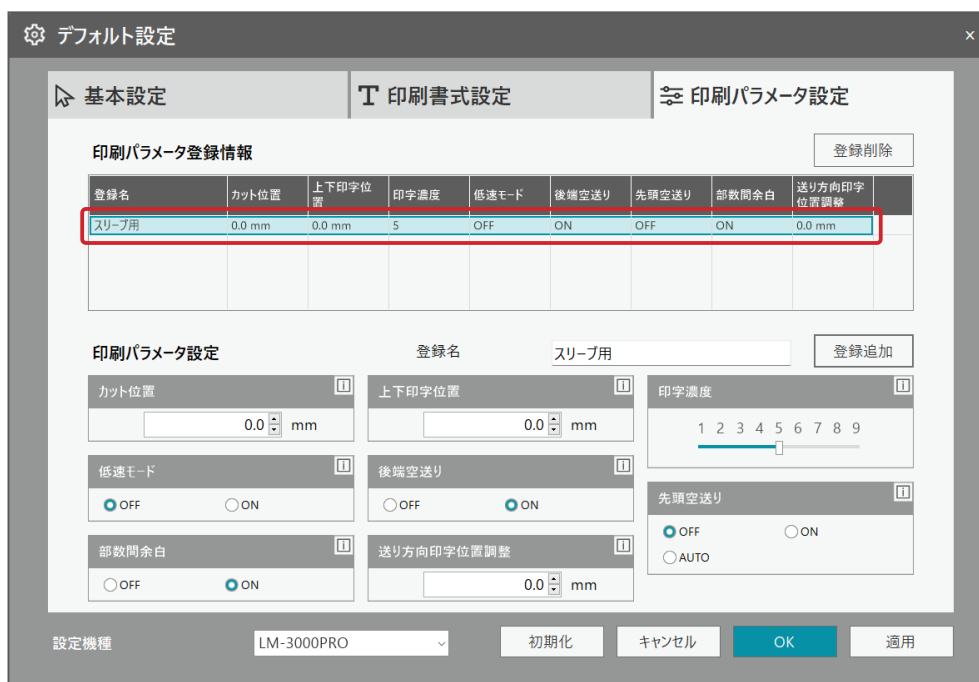 デフォルト設定 ×
基本設定 印刷書式設定 印刷パラメータ設定
印刷パラメータ登録情報 登録削除
登録名 カット位置 上下印字位置 印字濃度 低速モード 後端空送り 先頭空送り 部数間余白 送り方向印字位置調整
スリーブ用 0.0 mm 0.0 mm 5 OFF ON OFF ON 0.0 mm
印刷パラメータ設定 登録名 スリーブ用 登録追加
カット位置 上下印字位置 印字濃度
0.0 mm 0.0 mm 1 2 3 4 5 6 7 8 9
低速モード 後端空送り 先頭空送り
OFF ON OFF ON OFF ON
AUTO
部数間余白 送り方向印字位置調整
OFF ON 0.0 mm
設定機種 LM-3000PRO 初期化 キャンセル OK 適用